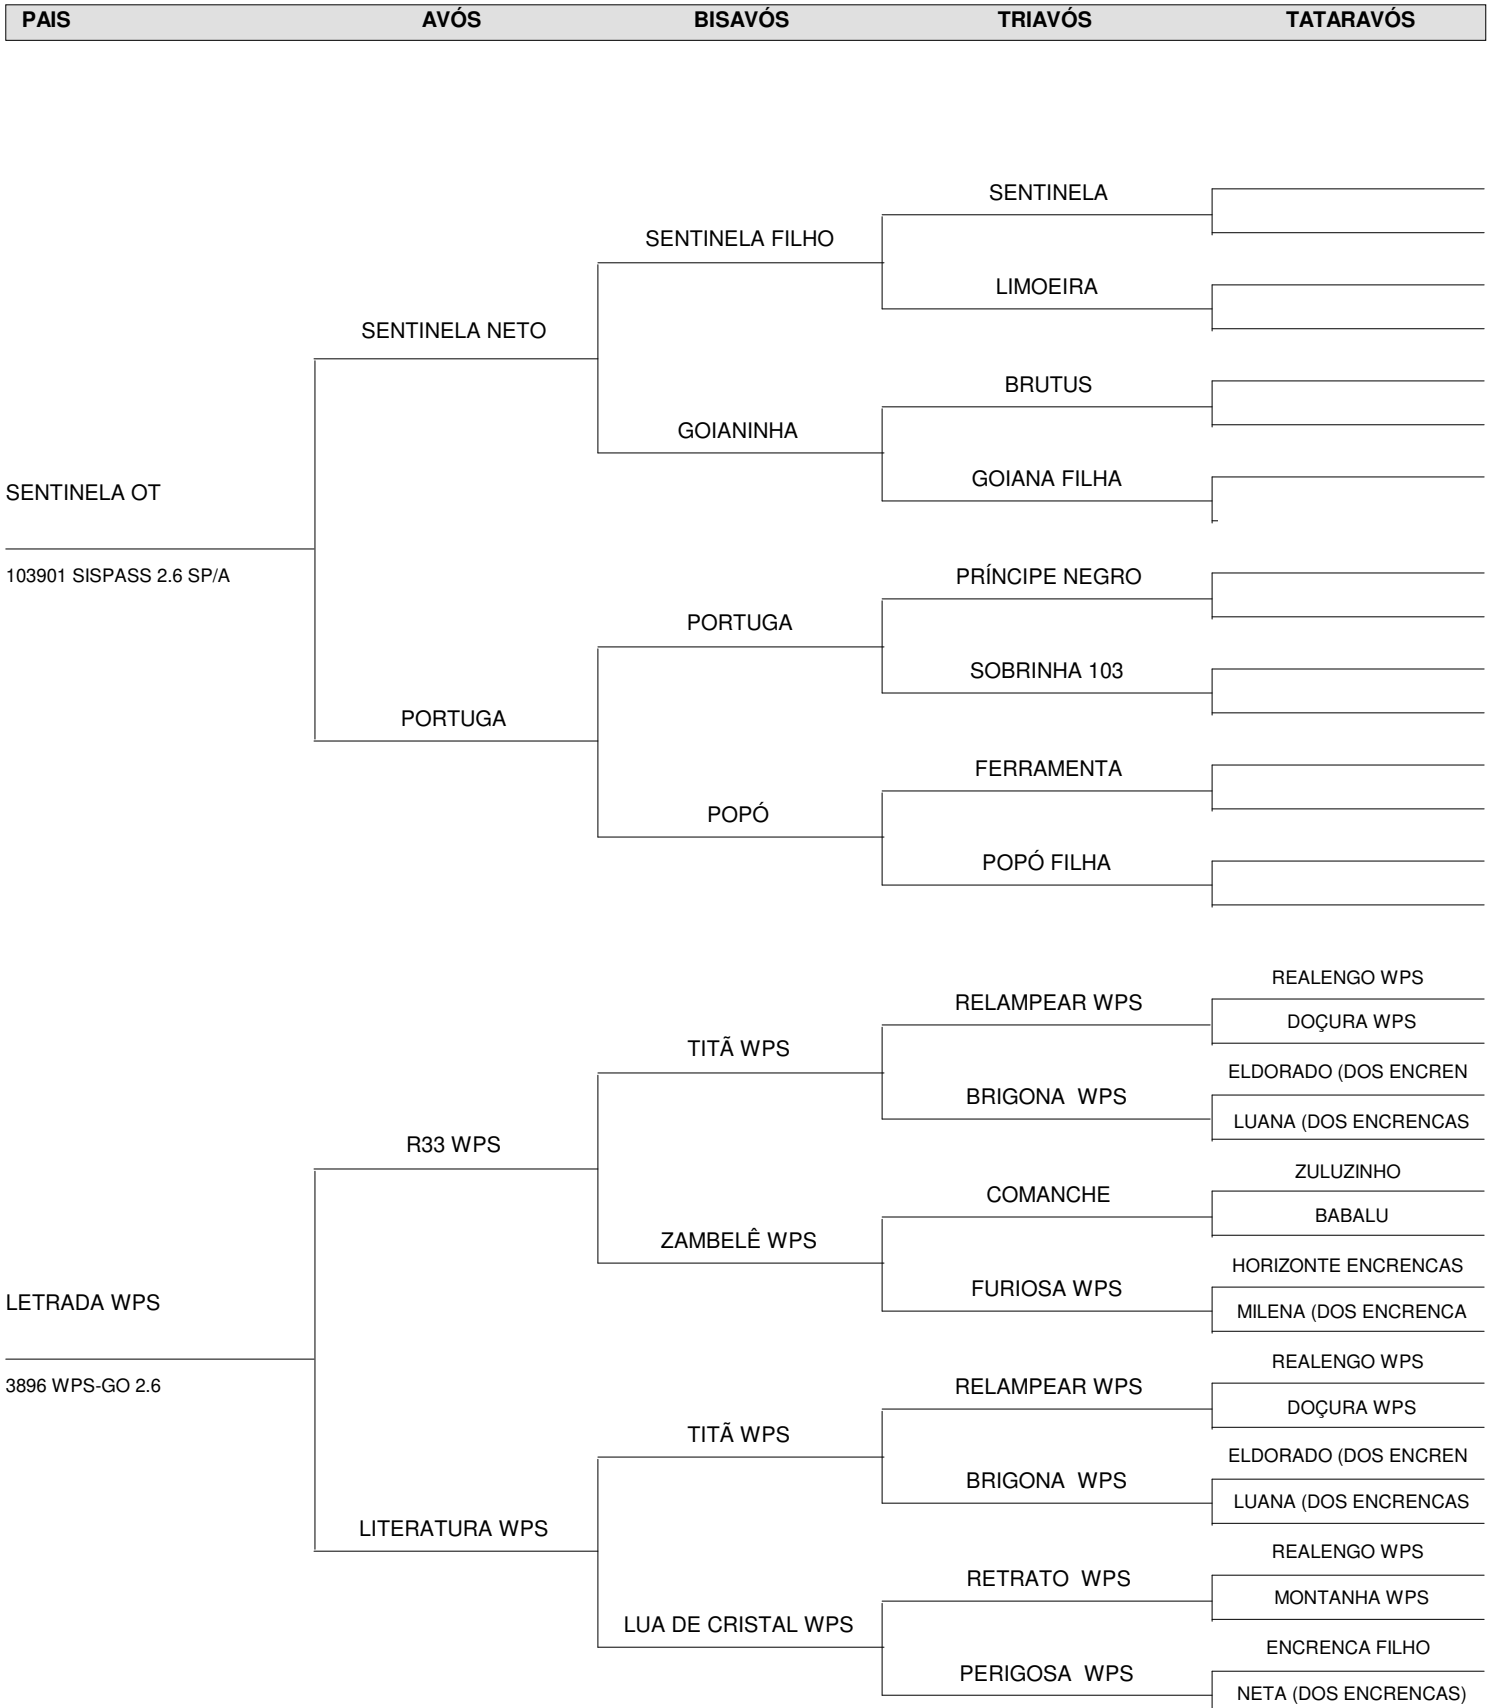 PAIS AVÓS BISAVÓS TRIAVÓS TATARAVÓS
SENTINELA
SENTINELA FILHO
LIMOEIRA
SENTINELA NETO
BRUTUS
GOIANINHA
GOIANA FILHA
SENTINELA OT
103901 SISPASS 2.6 SP/A
PRÍNCIPE NEGRO
PORTUGA
SOBRINHA 103
PORTUGA
FERRAMENTA
POPÓ
POPÓ FILHA
REALENGO WPS
RELAMPEAR WPS
DOÇURA WPS
TITÃ WPS
ELDORADO (DOS ENCREN
BRIGONA WPS
LUANA (DOS ENCRENCAS
R33 WPS
ZULUZINHO
COMANCHE
BABALU
ZAMBELÊ WPS
HORIZONTE ENCRENCAS
FURIOSA WPS
MILENA (DOS ENCRENCA
LETRADA WPS
3896 WPS-GO 2.6
REALENGO WPS
RELAMPEAR WPS
DOÇURA WPS
TITÃ WPS
ELDORADO (DOS ENCREN
BRIGONA WPS
LUANA (DOS ENCRENCAS
LITERATURA WPS
REALENGO WPS
RETRATO WPS
MONTANHA WPS
LUA DE CRISTAL WPS
ENCRENCA FILHO
PERIGOSA WPS
NETA (DOS ENCRENCAS)